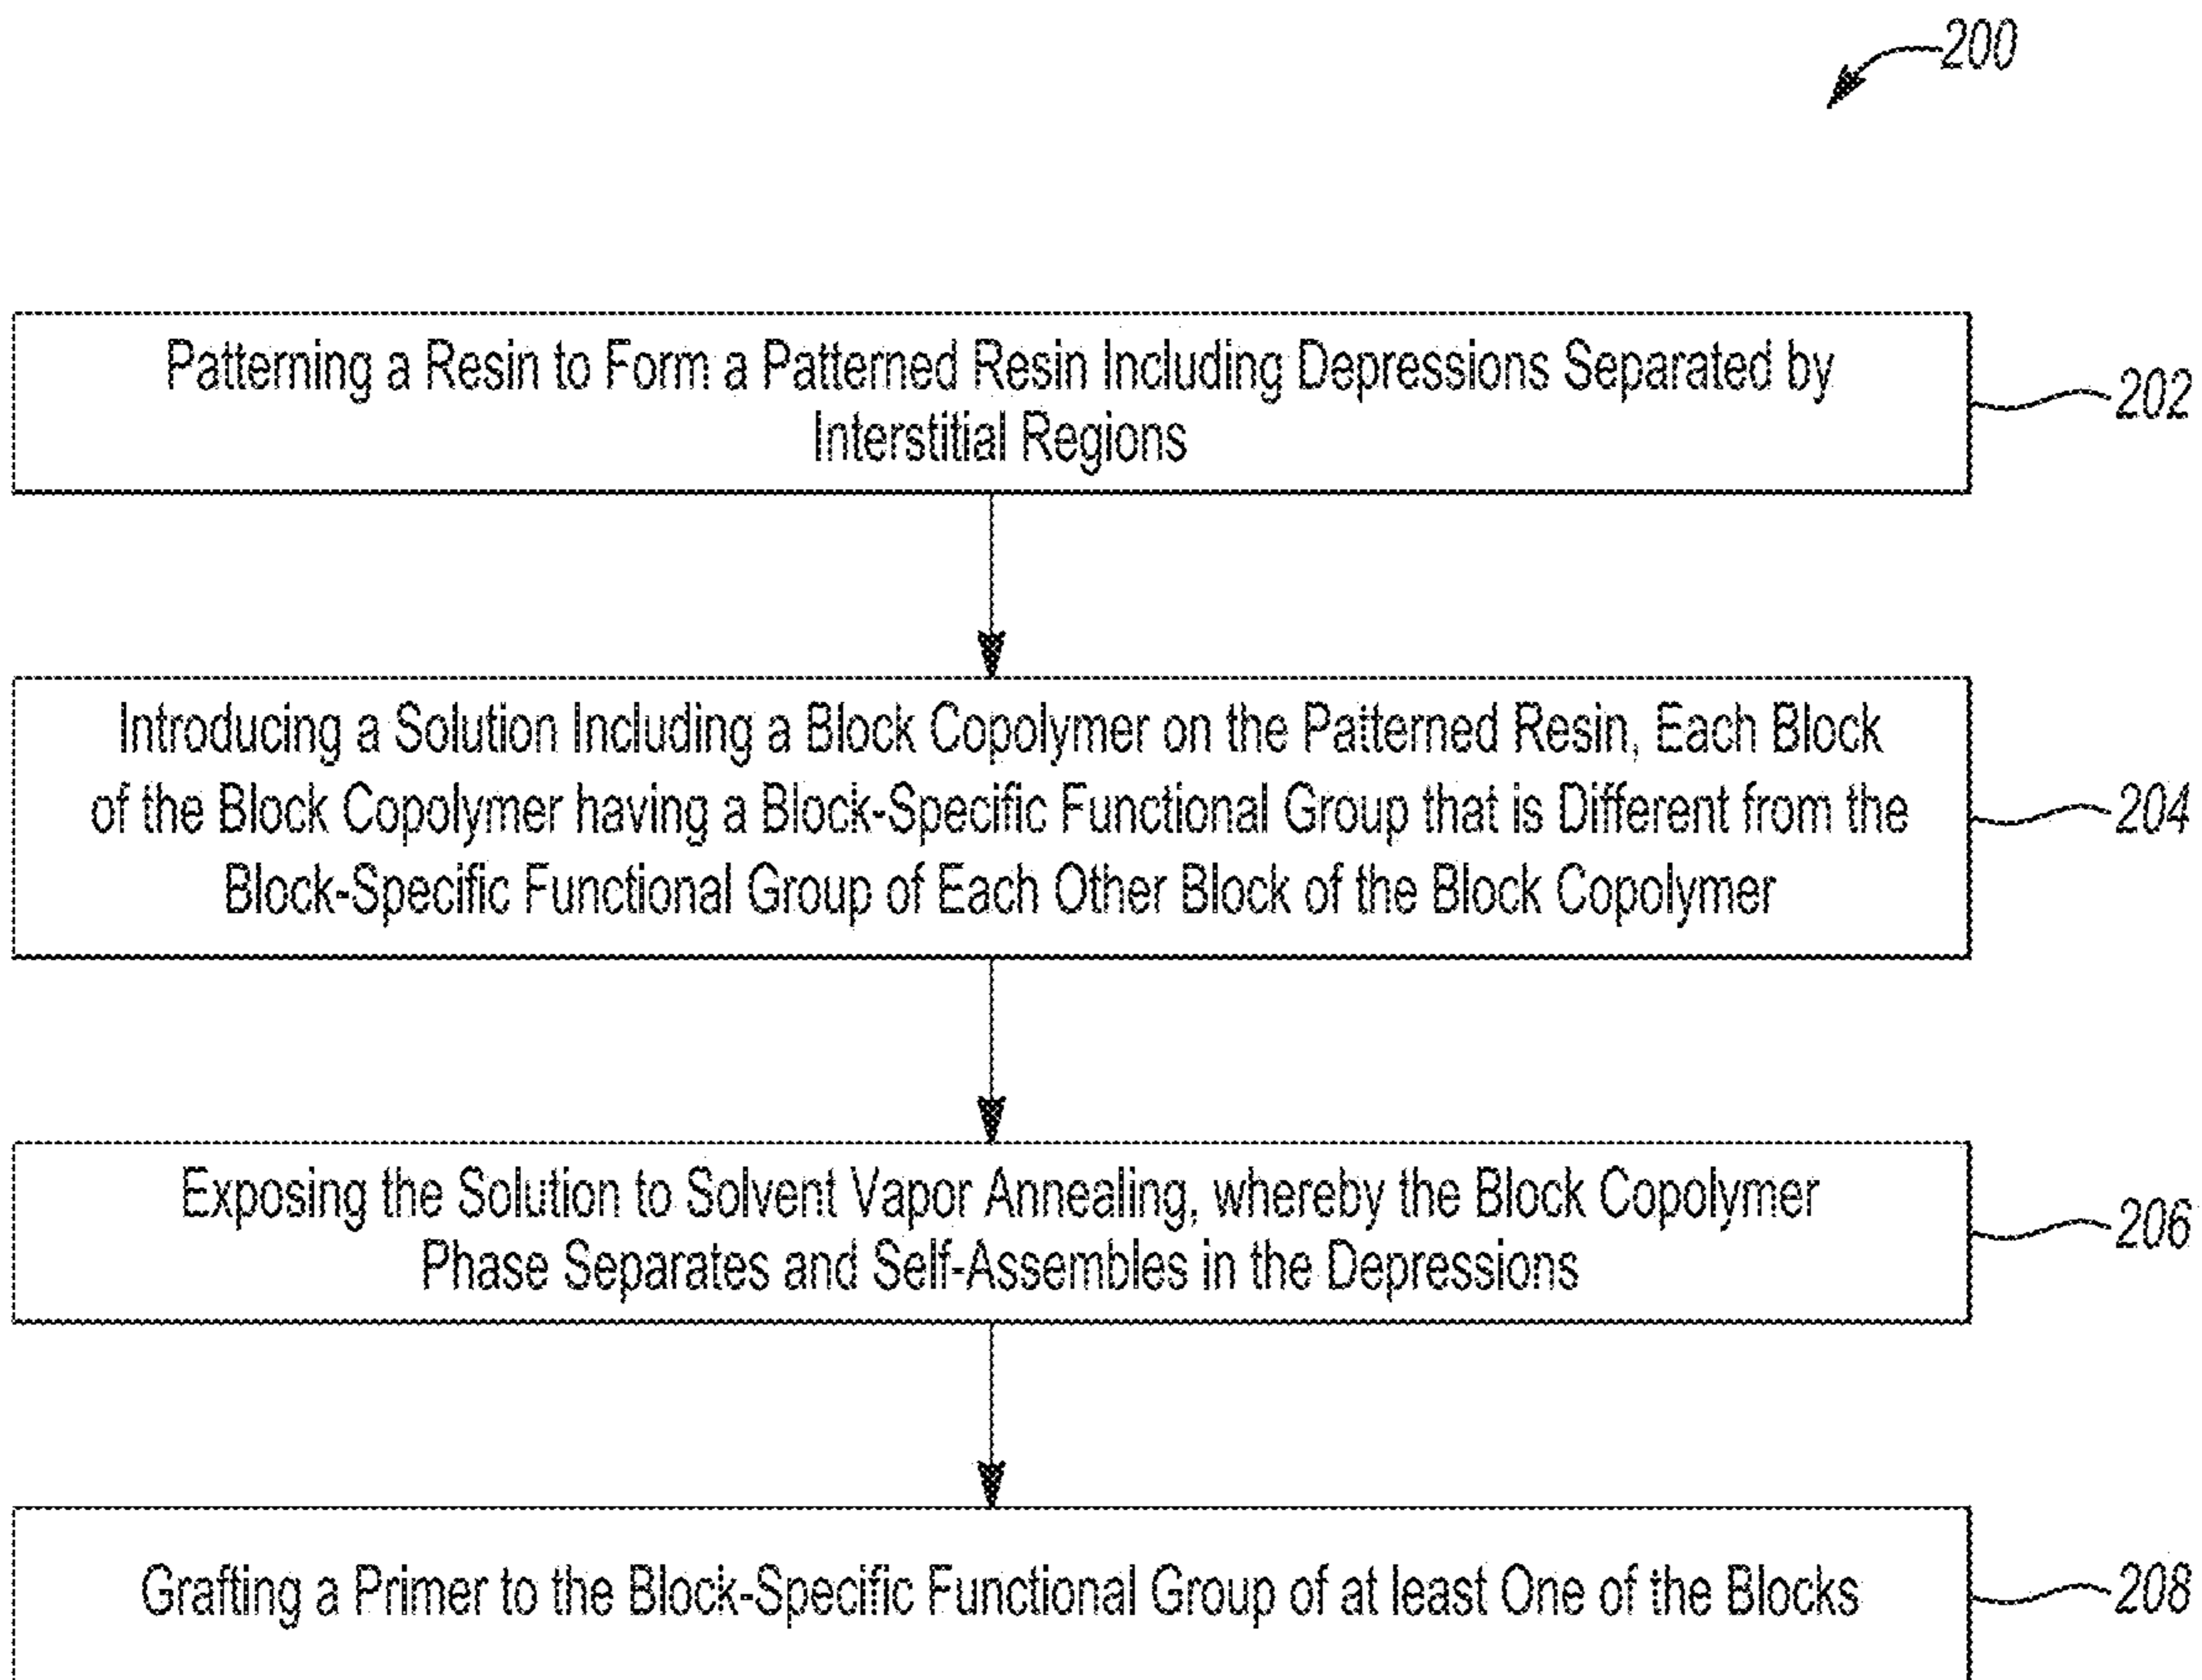 200
Patterning a Resin to Form a Patterned Resin Including Depressions Separated by
Interstitial Regions
202
Introducing a Solution Including a Block Copolymer on the Patterned Resin, Each Block
of the Block Copolymer having a Block-Specific Functional Group that is Different from the
Block-Specific Functional Group of Each Other Block of the Block Copolymer
204
Exposing the Solution to Solvent Vapor Annealing, whereby the Block Copolymer
Phase Separates and Self-Assembles in the Depressions
206
Grafting a Primer to the Block-Specific Functional Group of at least One of the Blocks
208